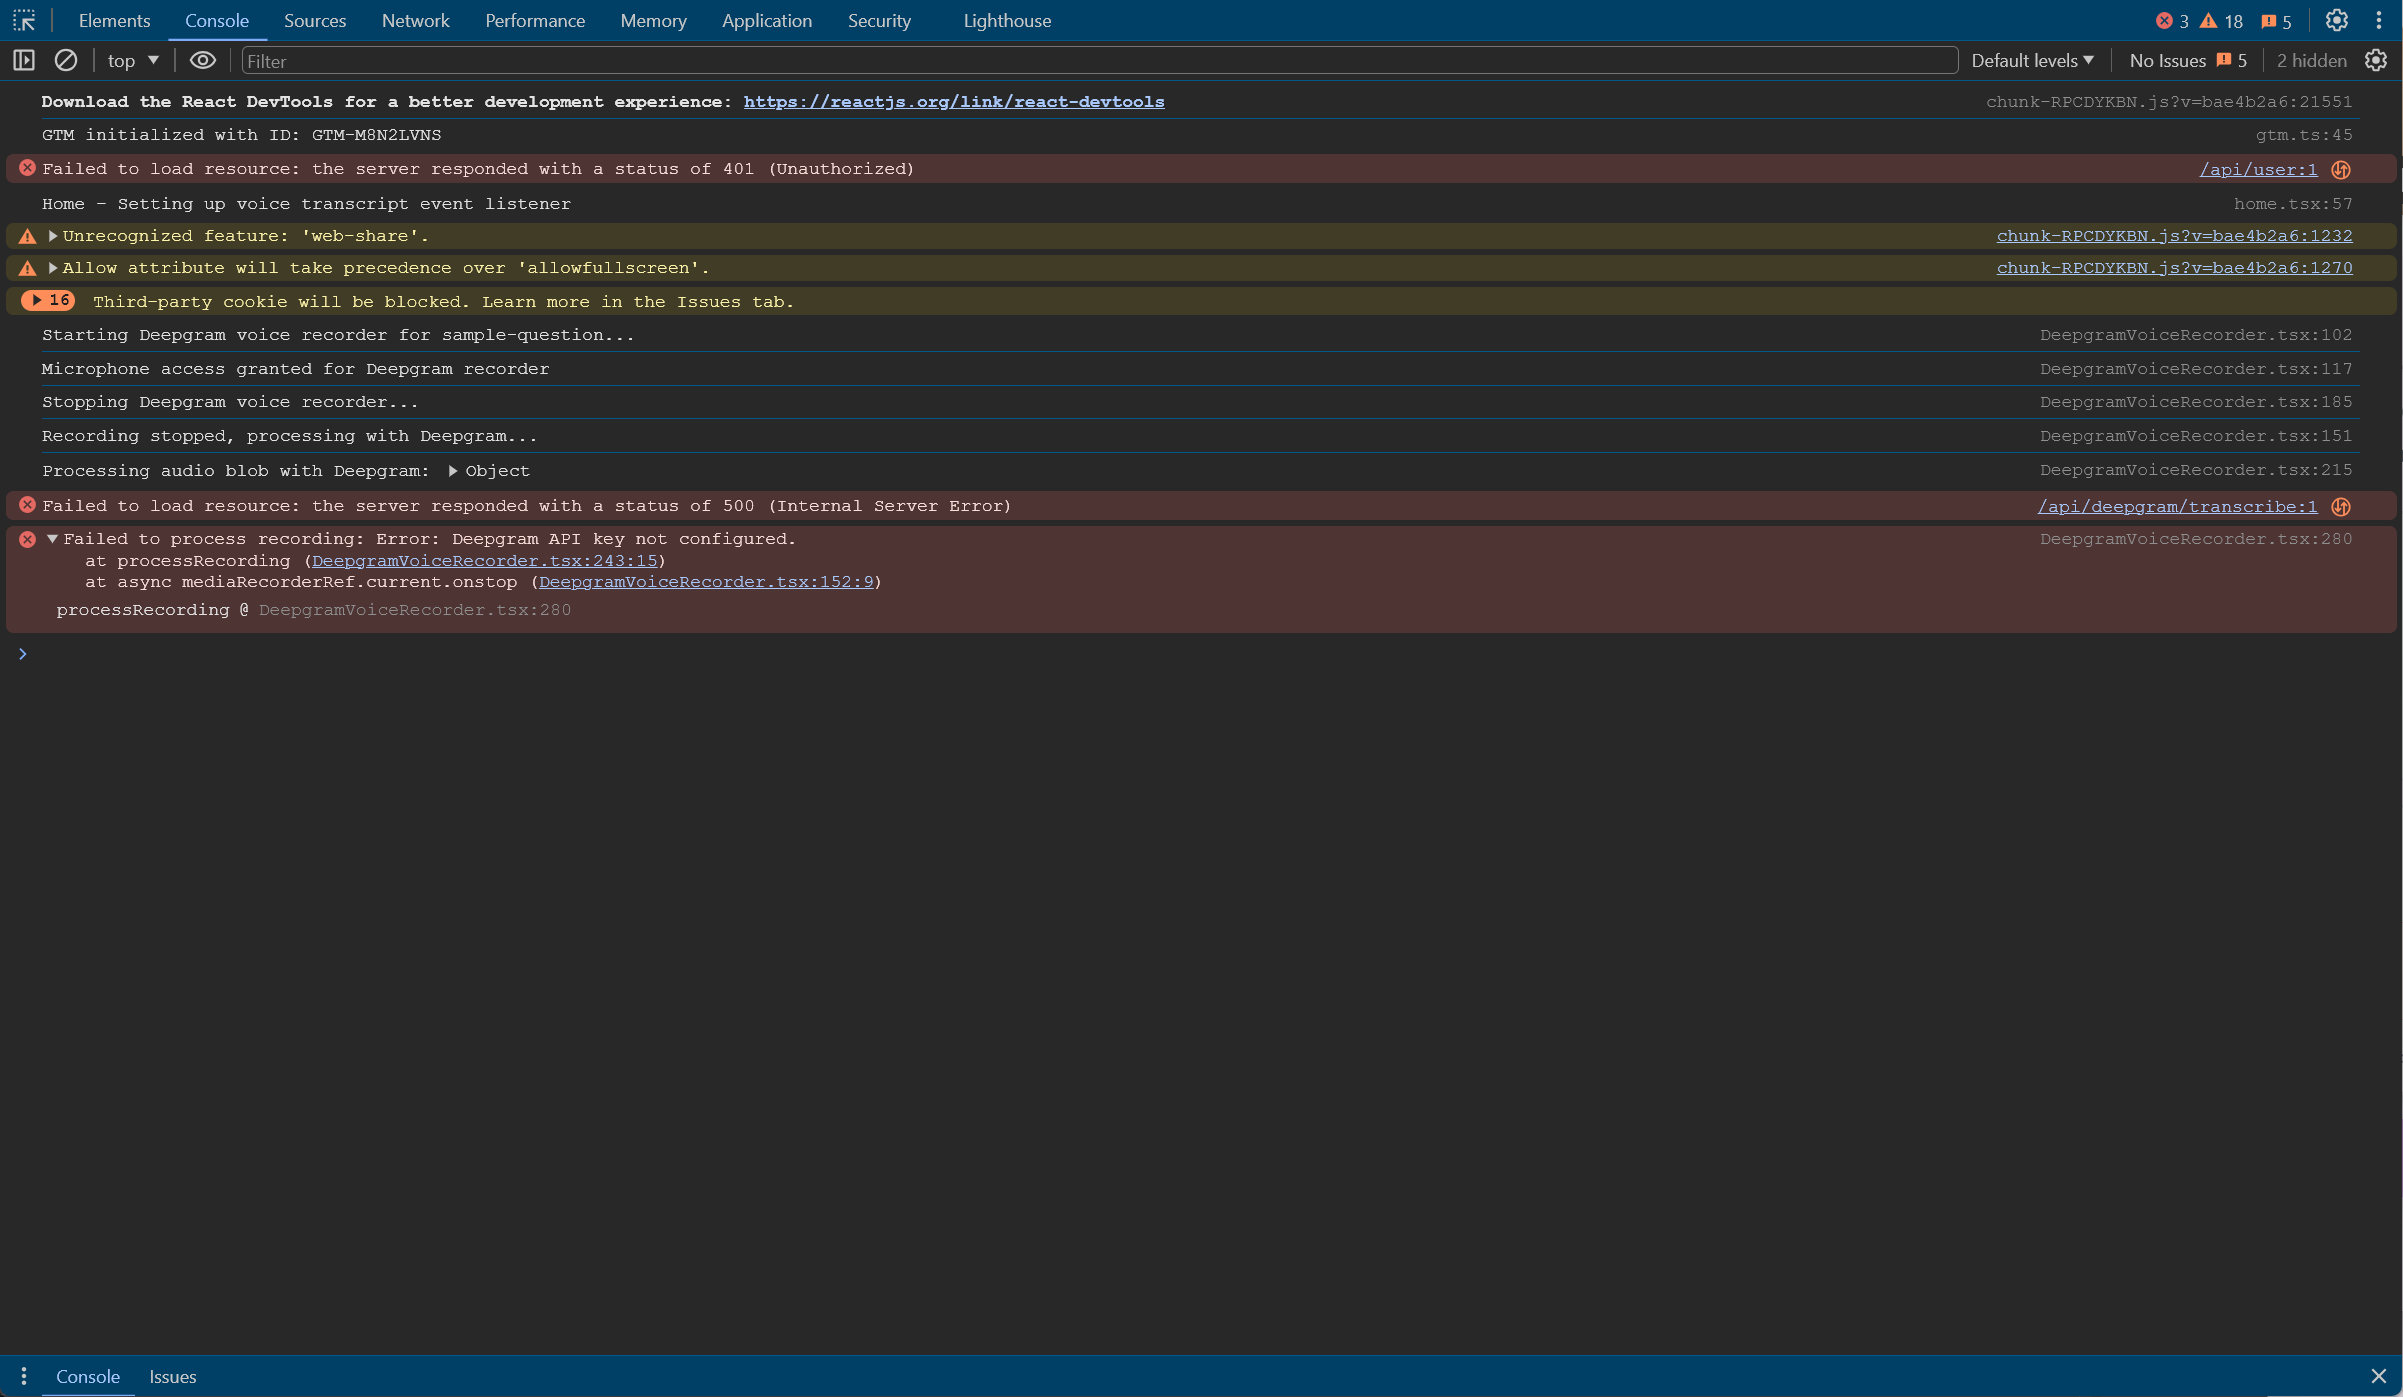 Elements Console Sources Network Performance Memory Application Security Lighthouse 3 18 5
top Filter Default levels No Issues 5 2 hidden
Download the React DevTools for a better development experience: https://reactjs.org/link/react-devtools chunk-RPCDYKBN.js?v=bae4b2a6:21551
GTM initialized with ID: GTM-M8N2LVNS gtm.ts:45
Failed to load resource: the server responded with a status of 401 (Unauthorized) /api/user:1
Home - Setting up voice transcript event listener home.tsx:57
Unrecognized feature: 'web-share'. chunk-RPCDYKBN.js?v=bae4b2a6:1232
Allow attribute will take precedence over 'allowfullscreen'. chunk-RPCDYKBN.js?v=bae4b2a6:1270
16 Third-party cookie will be blocked. Learn more in the Issues tab.
Starting Deepgram voice recorder for sample-question... DeepgramVoiceRecorder.tsx:102
Microphone access granted for Deepgram recorder DeepgramVoiceRecorder.tsx:117
Stopping Deepgram voice recorder... DeepgramVoiceRecorder.tsx:185
Recording stopped, processing with Deepgram... DeepgramVoiceRecorder.tsx:151
Processing audio blob with Deepgram: Object DeepgramVoiceRecorder.tsx:215
Failed to load resource: the server responded with a status of 500 (Internal Server Error) /api/deepgram/transcribe:1
Failed to process recording: Error: Deepgram API key not configured. DeepgramVoiceRecorder.tsx:280
at processRecording (DeepgramVoiceRecorder.tsx:243:15)
at async mediaRecorderRef.current.onstop (DeepgramVoiceRecorder.tsx:152:9)
processRecording @ DeepgramVoiceRecorder.tsx:280
Console Issues